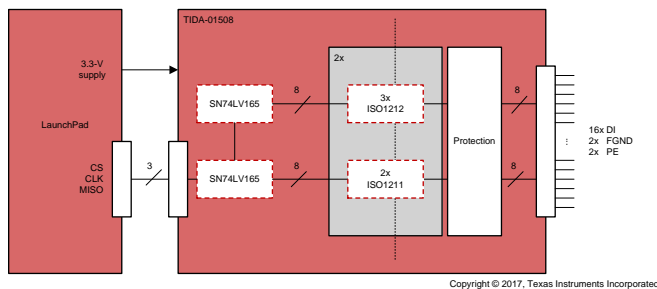 TIDA-01508
3.3-V
supply
LaunchPad
CS
CLK
MISO
3
SN74LV165
SN74LV165
8
8
2x
3x
ISO1212
2x
ISO1211
Protection
8
8
16x DI
2x FGND
2x PE
Copyright © 2017, Texas Instruments Incorporated